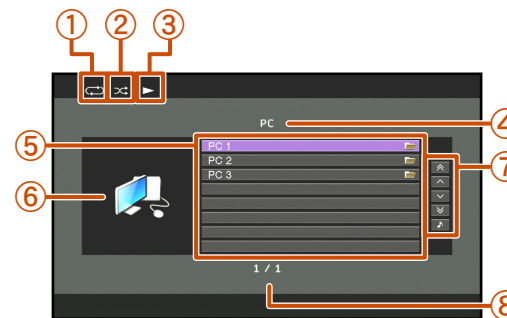 ① ② ③
PC ④
⑤ PC 1
PC 2
⑦
PC 3
⑥
1 / 1
⑧